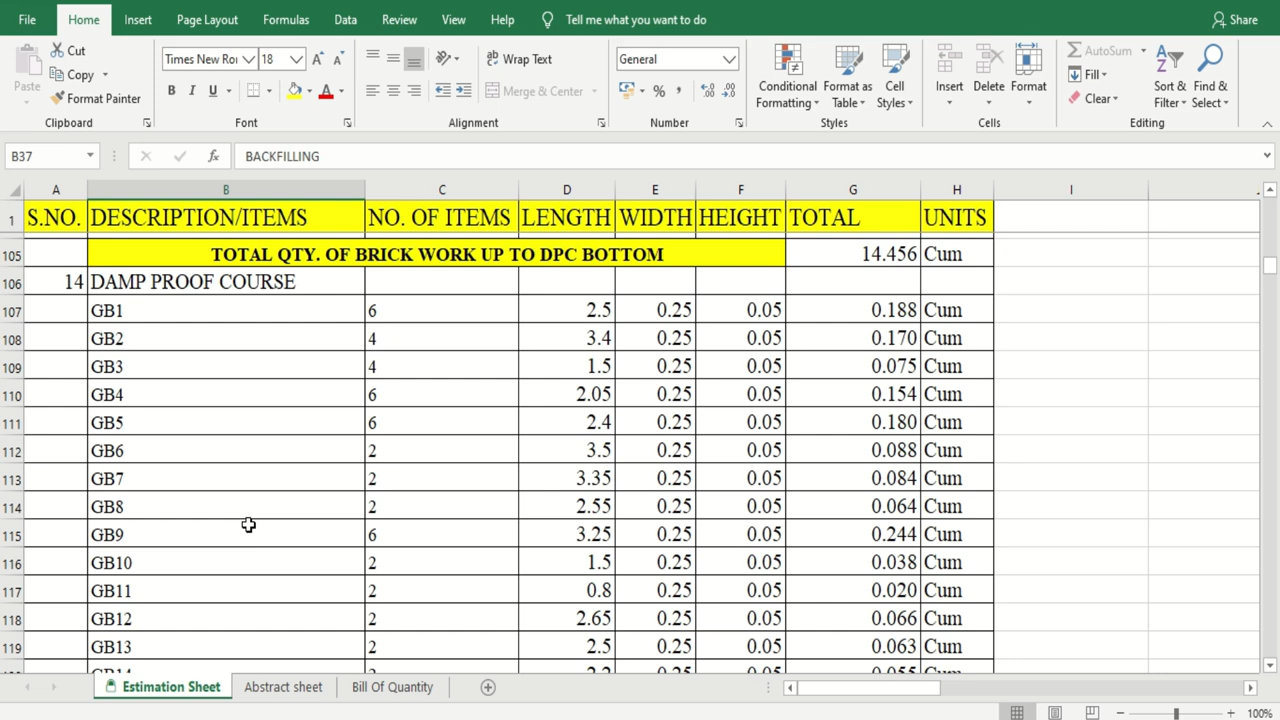 File Home Insert Page Layout Formulas Data Review View Help Tell me what you want to do Share
Paste Cut Copy Format Painter Clipboard
Times New Ro 18 A A B I U A Font
ab Wrap Text Merge & Center Alignment
General % , Number
Conditional Formatting Format as Table Cell Styles Styles
Insert Delete Format Cells
AutoSum Fill Clear Sort & Filter Find & Select Editing
B37 fx BACKFILLING
A B C D E F G H I
1 S.NO. DESCRIPTION/ITEMS NO. OF ITEMS LENGTH WIDTH HEIGHT TOTAL UNITS
105 TOTAL QTY. OF BRICK WORK UP TO DPC BOTTOM 14.456 Cum
106 14 DAMP PROOF COURSE
107 GB1 6 2.5 0.25 0.05 0.188 Cum
108 GB2 4 3.4 0.25 0.05 0.170 Cum
109 GB3 4 1.5 0.25 0.05 0.075 Cum
110 GB4 6 2.05 0.25 0.05 0.154 Cum
111 GB5 6 2.4 0.25 0.05 0.180 Cum
112 GB6 2 3.5 0.25 0.05 0.088 Cum
113 GB7 2 3.35 0.25 0.05 0.084 Cum
114 GB8 2 2.55 0.25 0.05 0.064 Cum
115 GB9 6 3.25 0.25 0.05 0.244 Cum
116 GB10 2 1.5 0.25 0.05 0.038 Cum
117 GB11 2 0.8 0.25 0.05 0.020 Cum
118 GB12 2 2.65 0.25 0.05 0.066 Cum
119 GB13 2 2.5 0.25 0.05 0.063 Cum
Estimation Sheet Abstract sheet Bill Of Quantity
100%